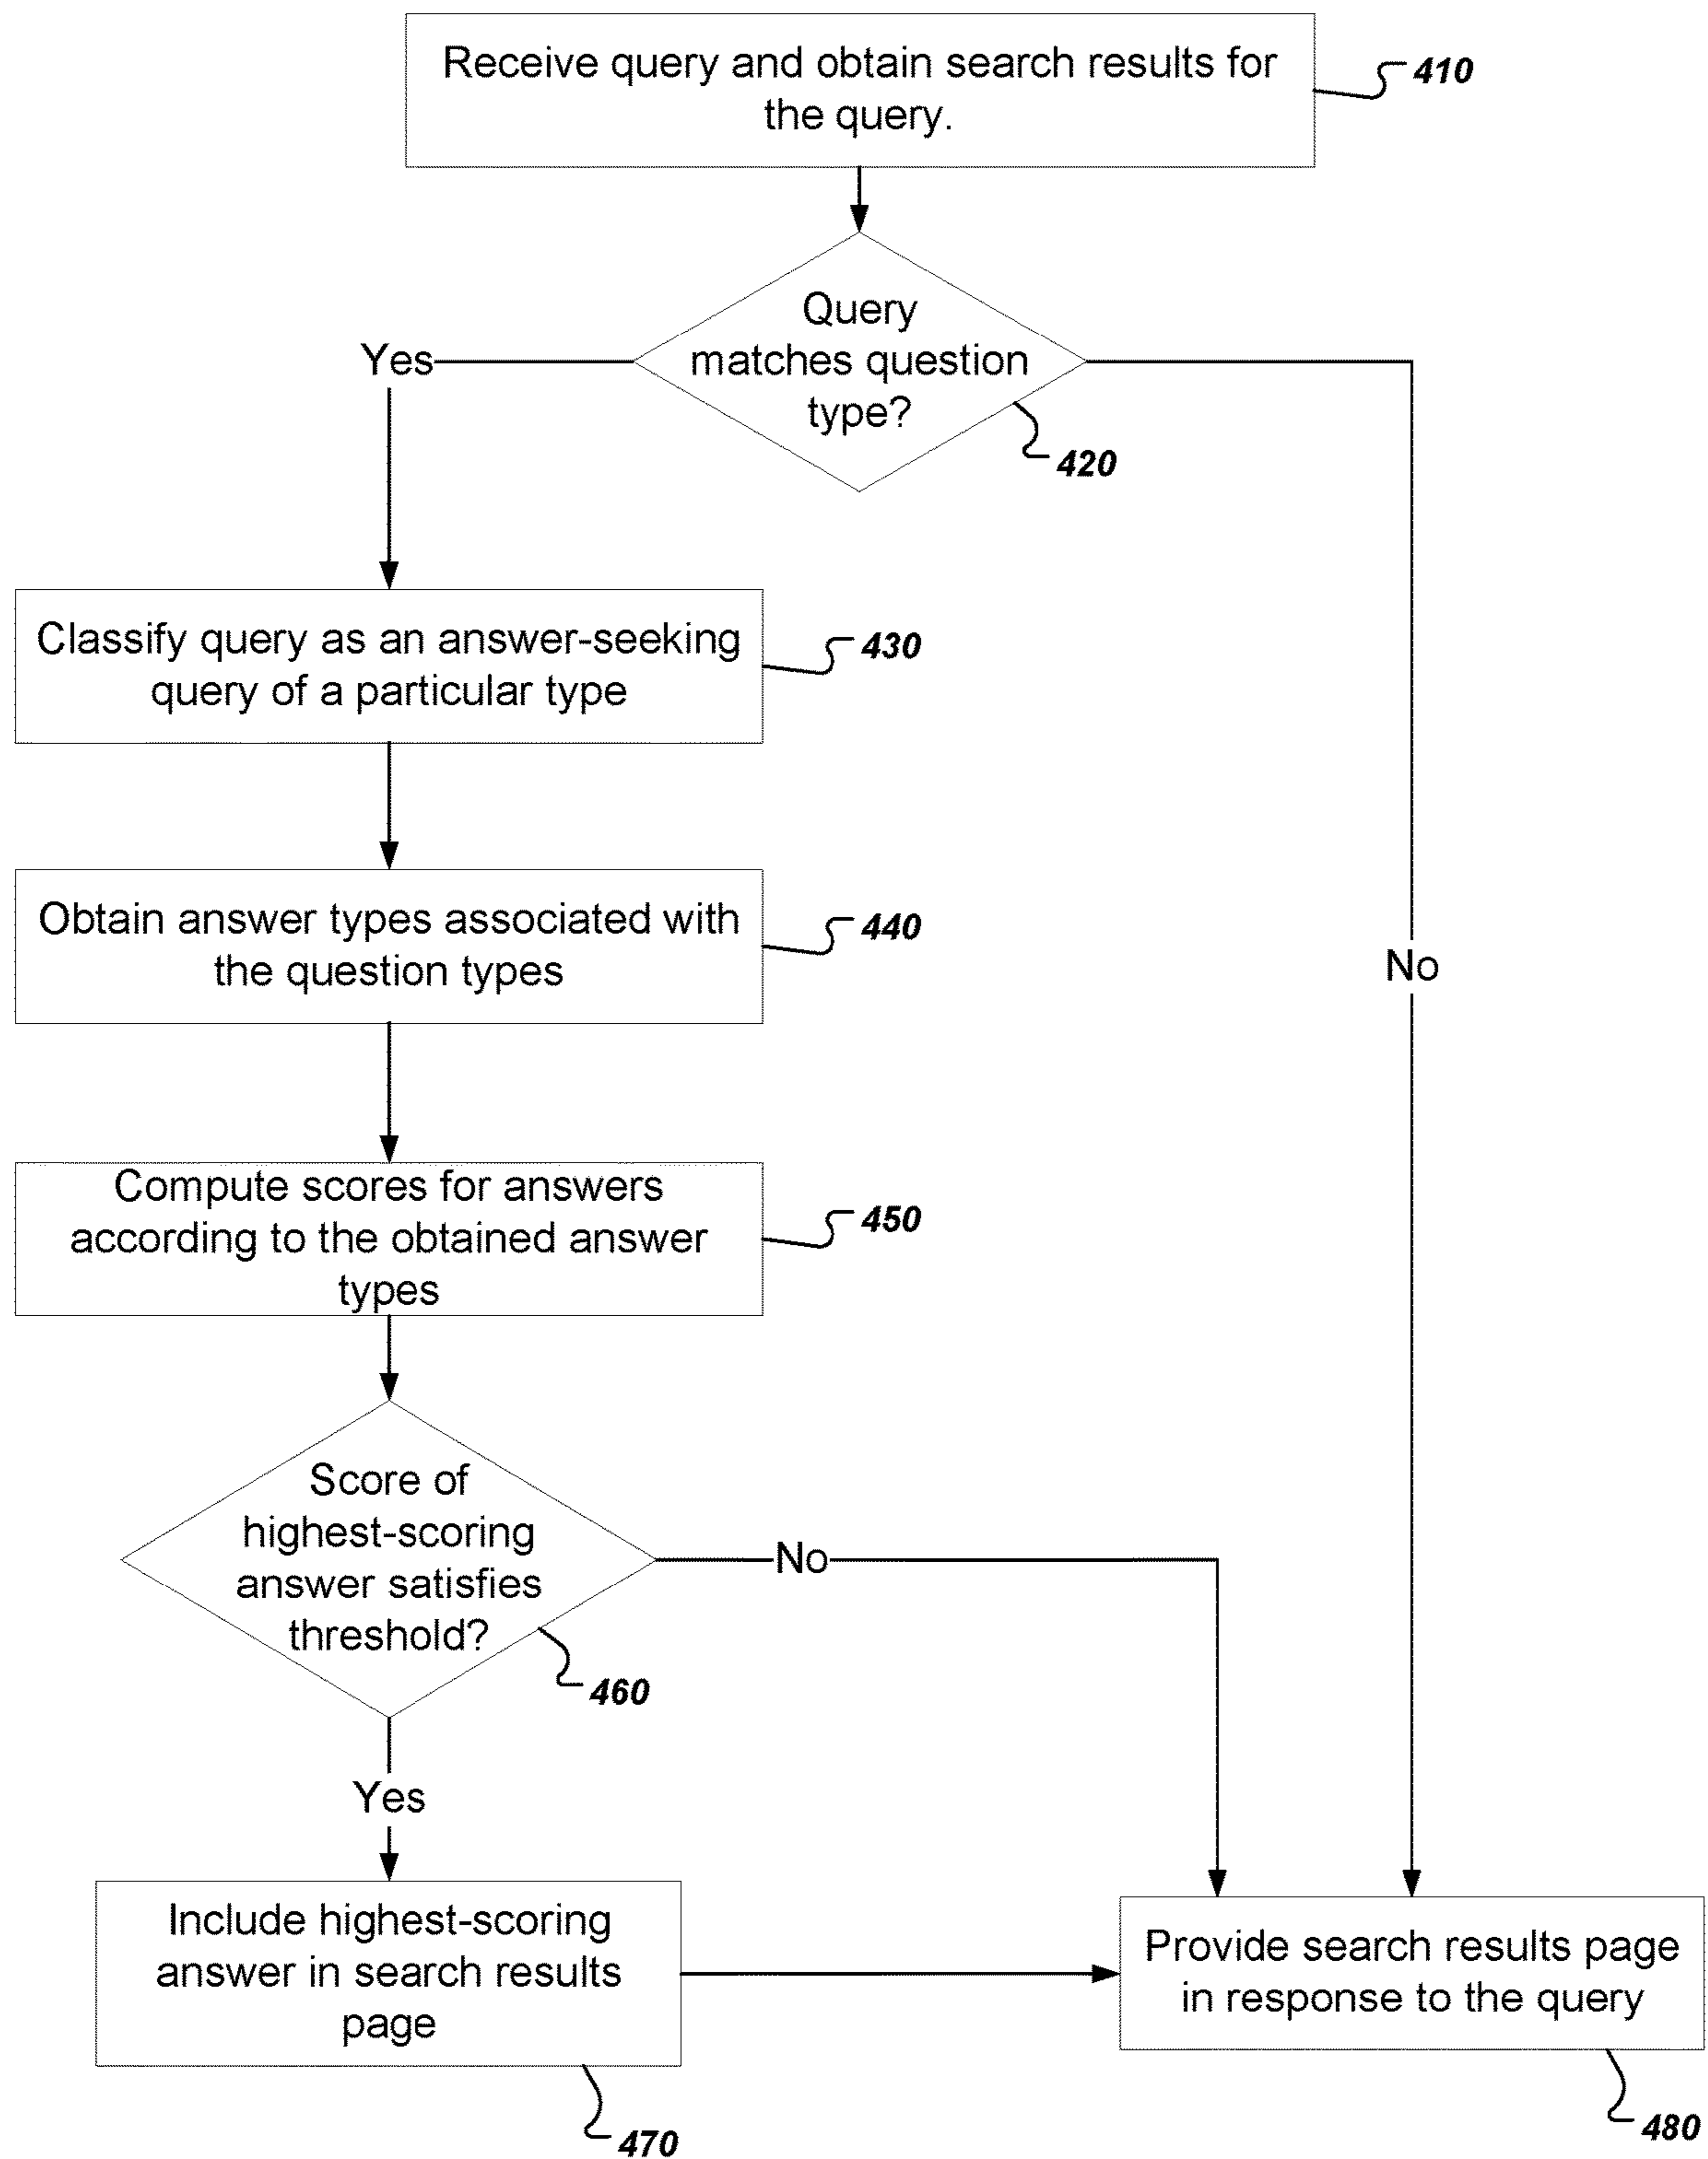 Receive query and obtain search results for
the query.
410
Query
matches question
type?
420
Yes
No
Classify query as an answer-seeking
query of a particular type
430
Obtain answer types associated with
the question types
440
Compute scores for answers
according to the obtained answer
types
450
Score of
highest-scoring
answer satisfies
threshold?
460
No
Yes
Include highest-scoring
answer in search results
page
470
Provide search results page
in response to the query
480